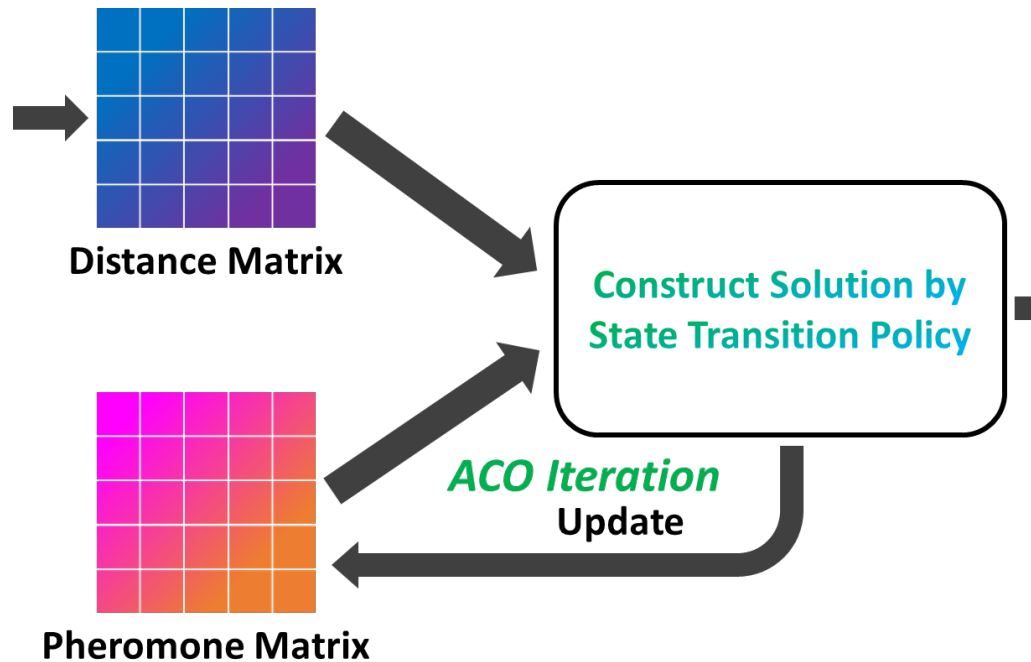 Distance Matrix
Construct Solution by
State Transition Policy
ACO Iteration
Update
Pheromone Matrix